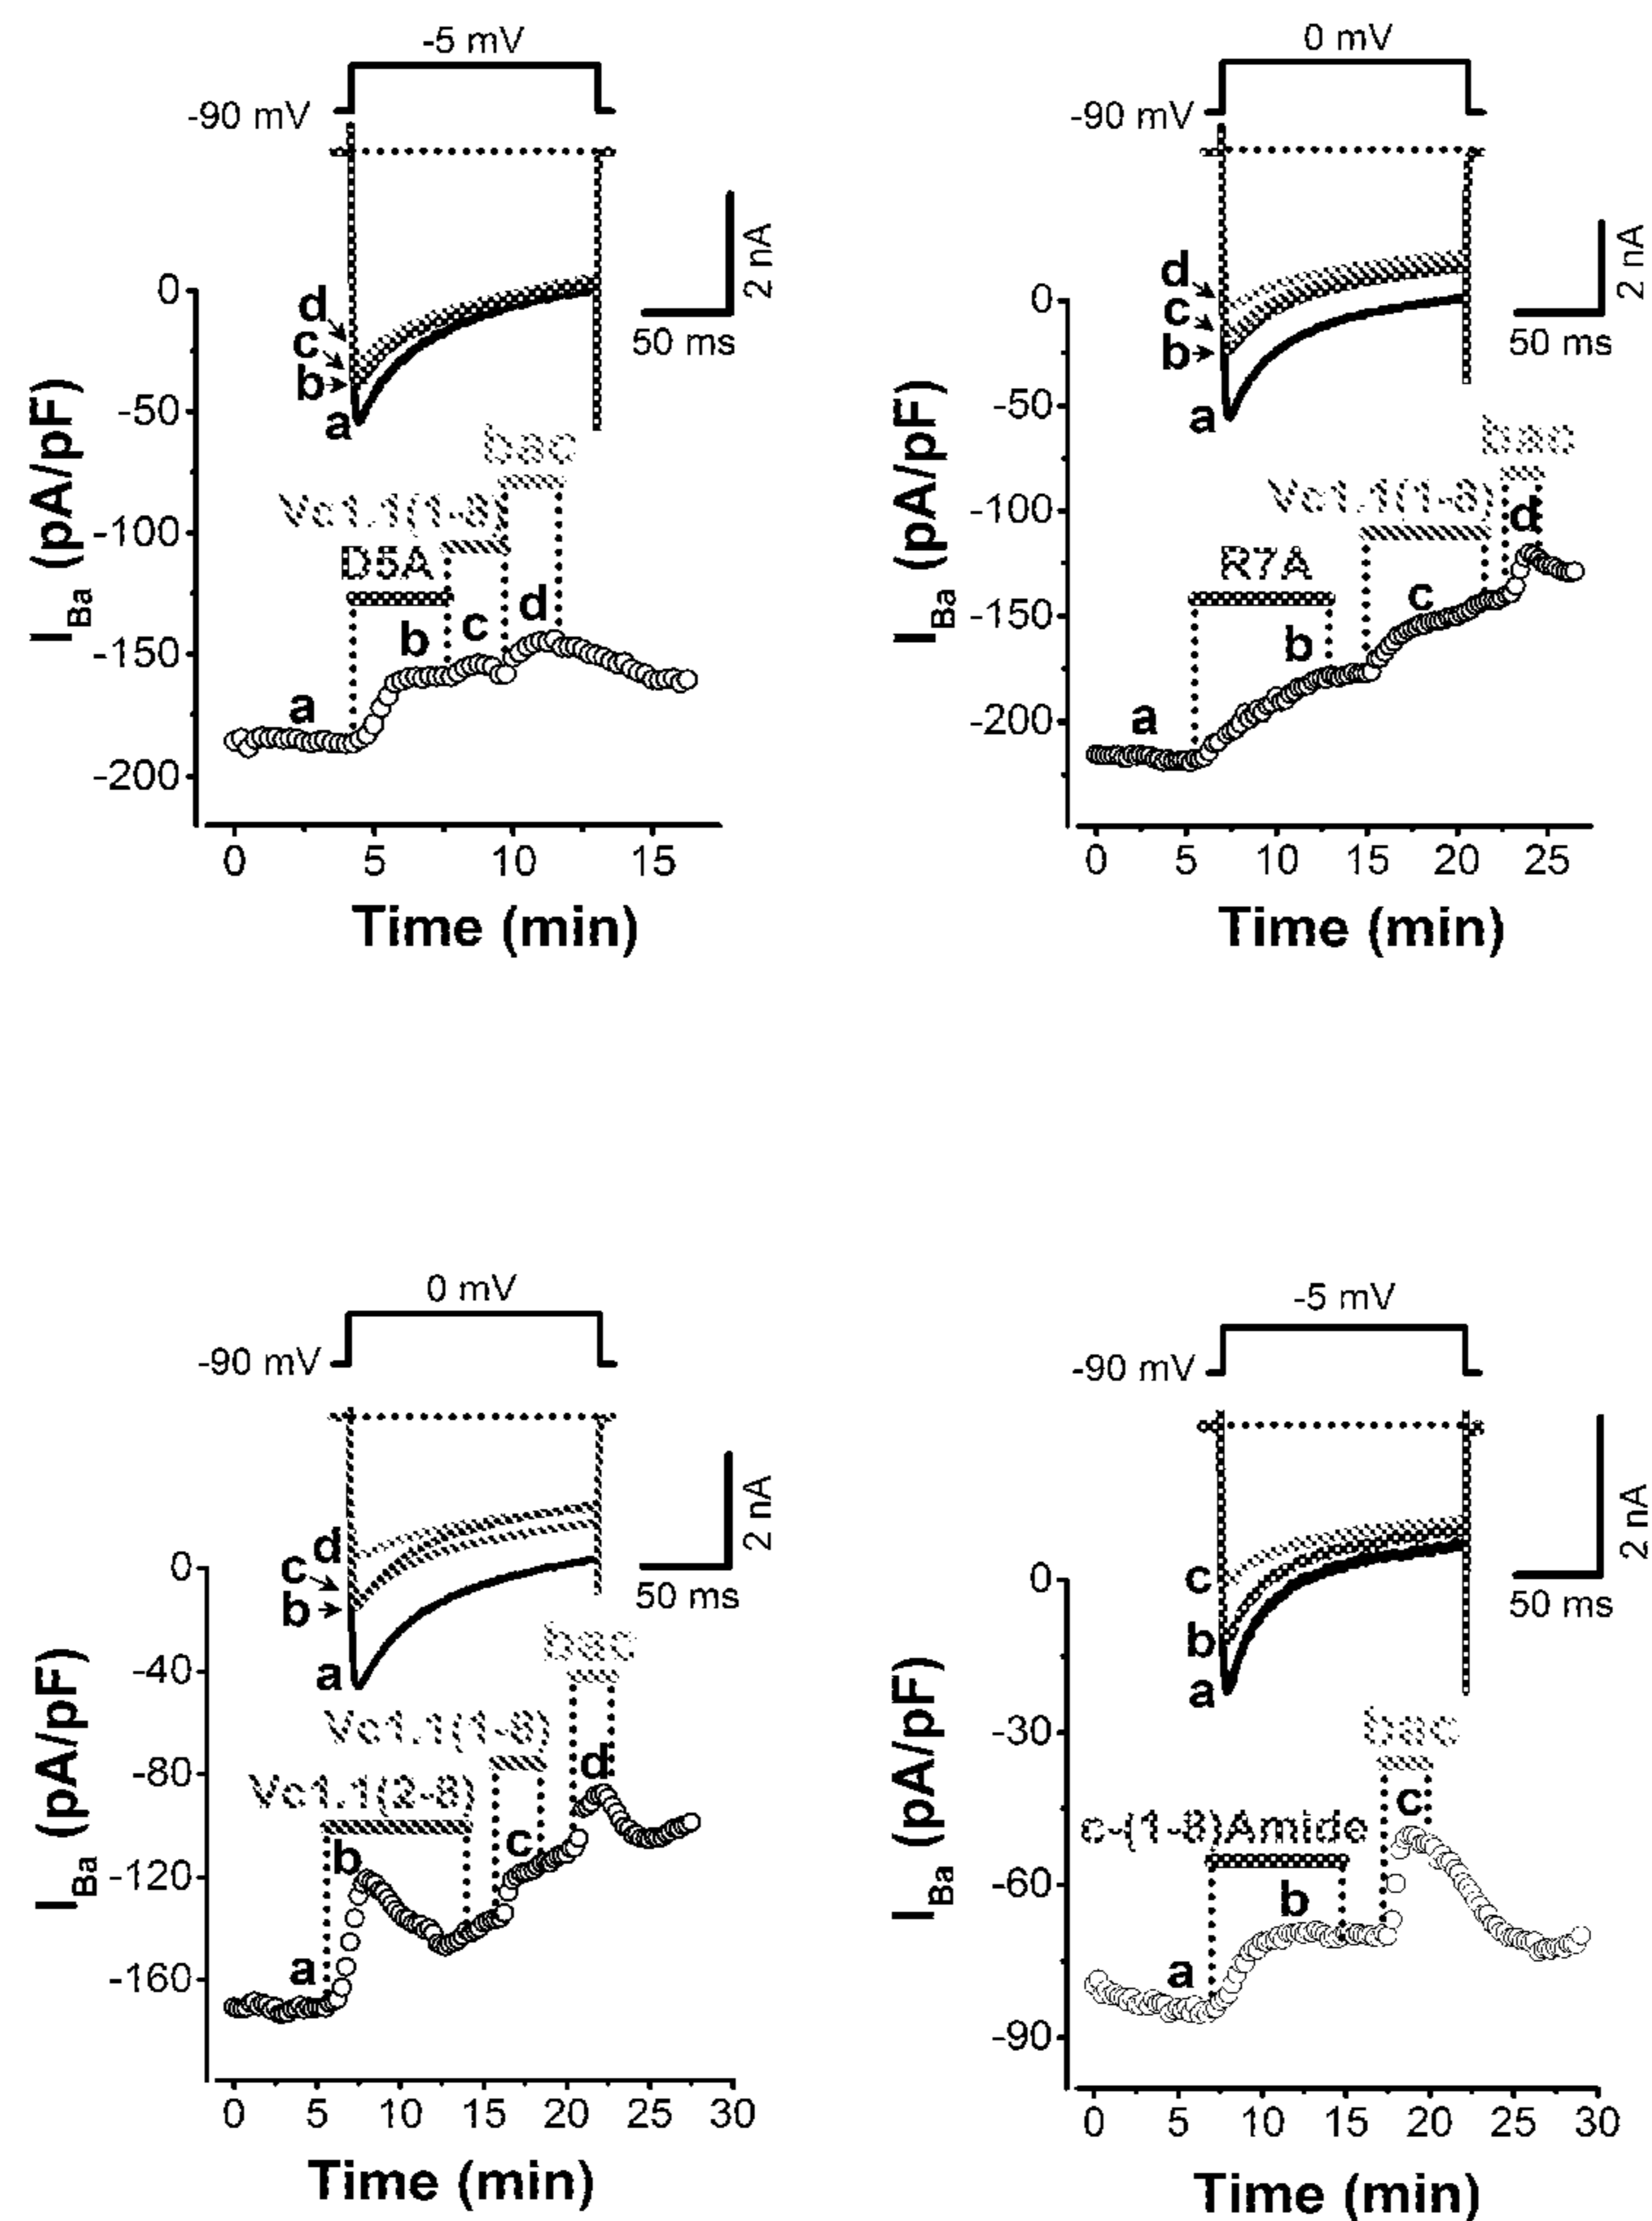 -5 mV
-90 mV
2 nA
50 ms
d
c
b
a
bac
Vc1.1(1-8)
D5A
a
b
c
d
0
-50
-100
-150
-200
I_Ba (pA/pF)
0 5 10 15
Time (min)
0 mV
-90 mV
2 nA
50 ms
d
c
b
a
bac
Vc1.1(1-8)
R7A
a
b
c
d
0
-50
-100
-150
-200
I_Ba (pA/pF)
0 5 10 15 20 25
Time (min)
0 mV
-90 mV
2 nA
50 ms
d
c
b
a
bac
Vc1.1(1-8)
Vc1.1(2-8)
a
b
c
d
0
-40
-80
-120
-160
I_Ba (pA/pF)
0 5 10 15 20 25 30
Time (min)
-5 mV
-90 mV
2 nA
50 ms
c
b
a
bac
c-(1-8)Amide
a
b
c
0
-30
-60
-90
I_Ba (pA/pF)
0 5 10 15 20 25 30
Time (min)